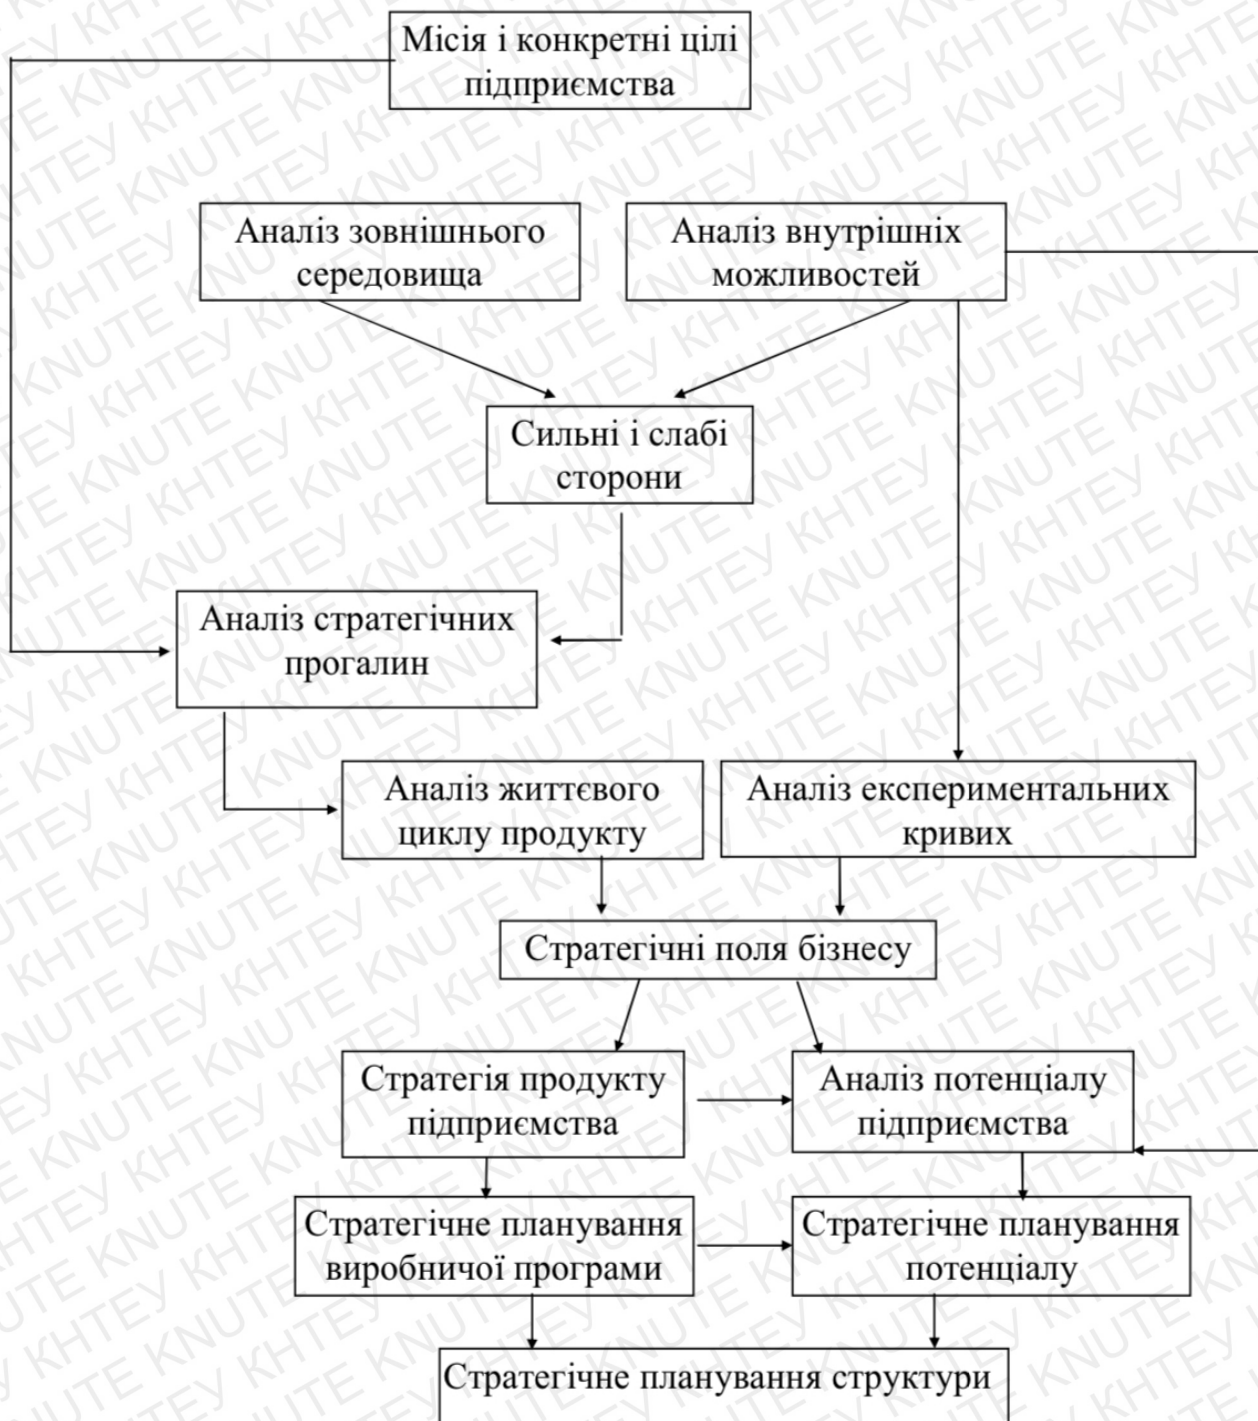 Місія і конкретні цілі
підприємства
Аналіз зовнішнього
середовища
Аналіз внутрішніх
можливостей
Сильні і слабі
сторони
Аналіз стратегічних
прогалин
Аналіз життєвого
циклу продукту
Аналіз експериментальних
кривих
Стратегічні поля бізнесу
Стратегія продукту
підприємства
Аналіз потенціалу
підприємства
Стратегічне планування
виробничої програми
Стратегічне планування
потенціалу
Стратегічне планування структури